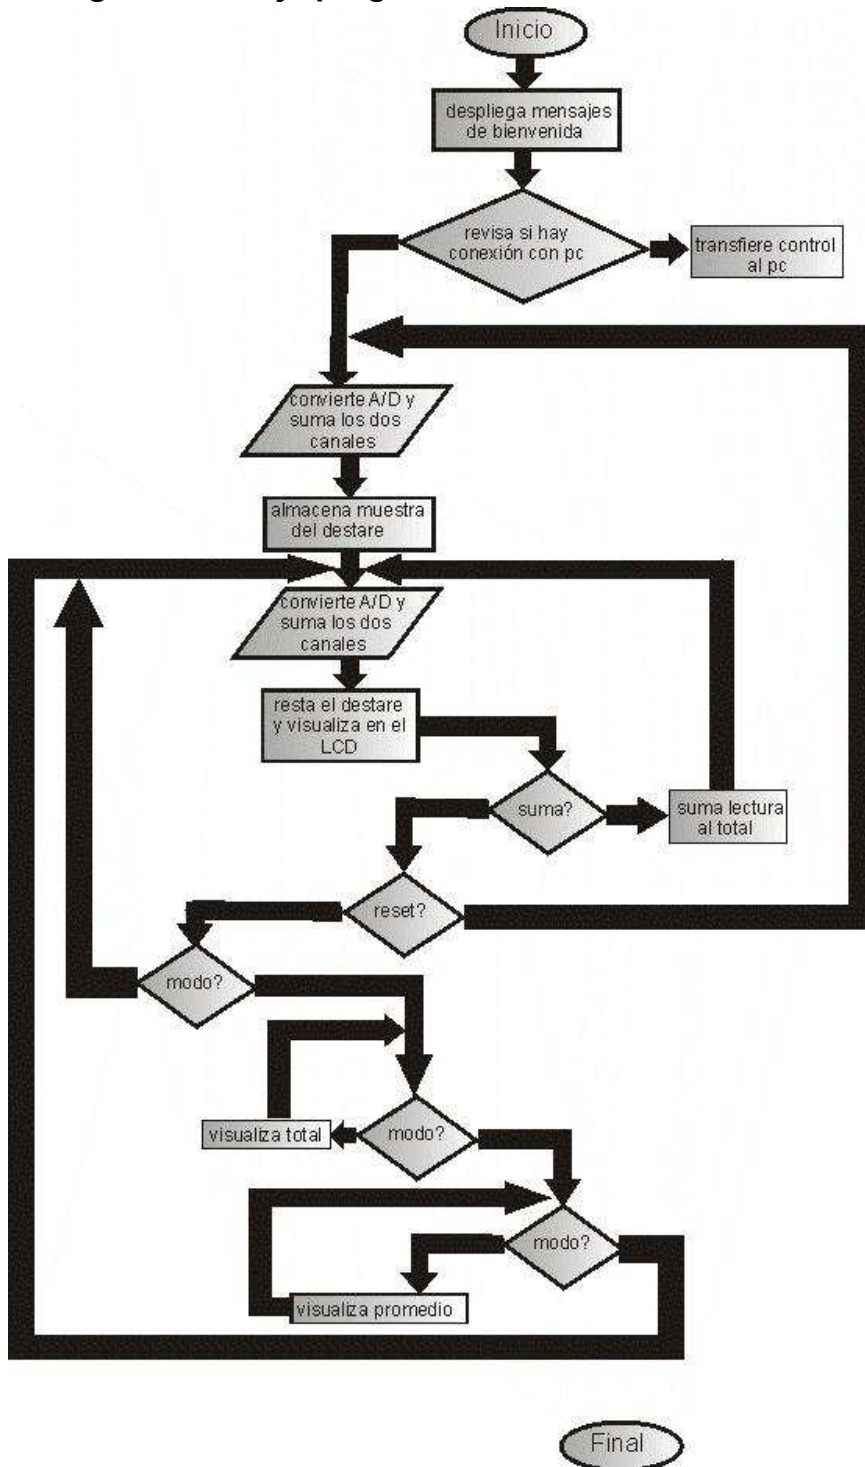 Inicio
despliega mensajes
de bienvenida
revisa si hay
conexión con pc
transfiere control
al pc
convierte A/D y
suma los dos
canales
almacena muestra
del destare
convierte A/D y
suma los dos
canales
resta el destare
y visualiza en el
LCD
suma?
suma lectura
al total
reset?
modo?
visualiza total
modo?
modo?
visualiza promedio
Final